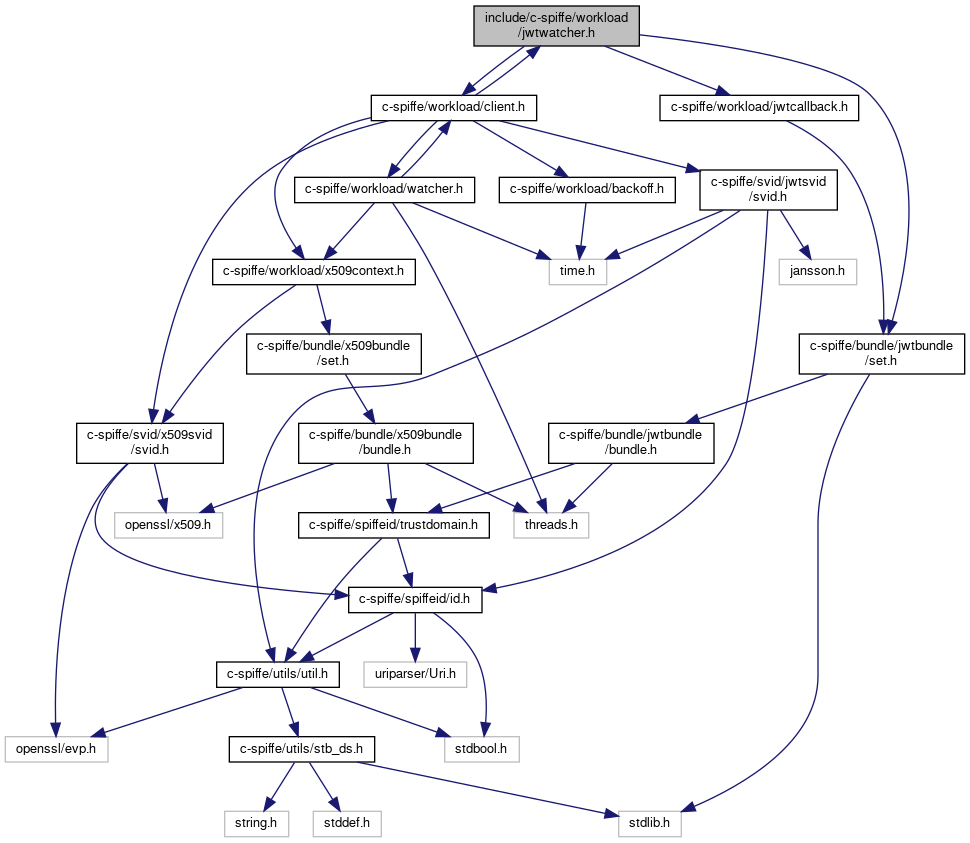 include/c-spiffe/workload
/jwtwatcher.h
c-spiffe/workload/client.h
c-spiffe/workload/jwtcallback.h
c-spiffe/workload/watcher.h
c-spiffe/workload/backoff.h
c-spiffe/svid/jwtsvid
/svid.h
c-spiffe/workload/x509context.h
time.h
jansson.h
c-spiffe/bundle/x509bundle
/set.h
c-spiffe/bundle/jwtbundle
/set.h
c-spiffe/svid/x509svid
/svid.h
c-spiffe/bundle/x509bundle
/bundle.h
c-spiffe/bundle/jwtbundle
/bundle.h
openssl/x509.h
c-spiffe/spiffeid/trustdomain.h
threads.h
c-spiffe/spiffeid/id.h
c-spiffe/utils/util.h
uriparser/Uri.h
openssl/evp.h
c-spiffe/utils/stb_ds.h
stdbool.h
string.h
stddef.h
stdlib.h